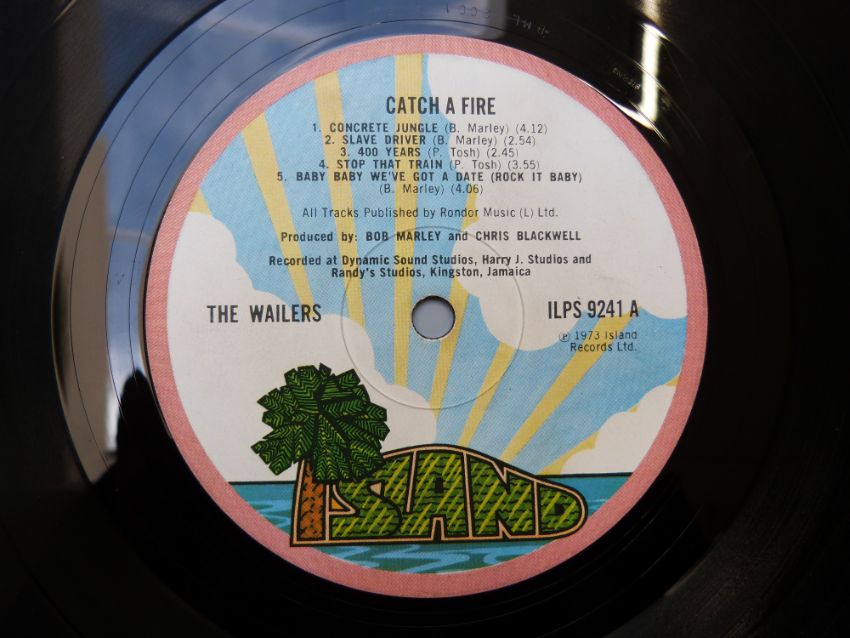 CATCH A FIRE
1. CONCRETE JUNGLE (B. Marley) (4.12)
2. SLAVE DRIVER (B. Marley) (2.54)
3. 400 YEARS (P. Tosh) (2.45)
4. STOP THAT TRAIN (P. Tosh) (3.55)
5. BABY BABY WE'VE GOT A DATE (ROCK IT BABY)
(B. Marley) (4.06)
All Tracks Published by Rondor Music (L) Ltd.
Produced by: BOB MARLEY and CHRIS BLACKWELL
Recorded at Dynamic Sound Studios, Harry J. Studios and
Randy's Studios, Kingston, Jamaica
THE WAILERS
ILPS 9241 A
℗ 1973 Island
Records Ltd.
ISLAND